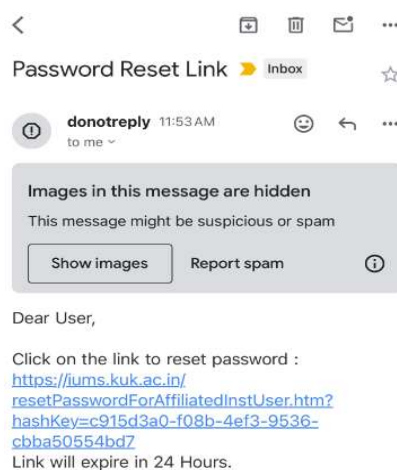 Password Reset Link Inbox
donotreply 11:53 AM
to me
Images in this message are hidden
This message might be suspicious or spam
Show images Report spam
Dear User,
Click on the link to reset password :
https://iums.kuk.ac.in/
resetPasswordForAffiliatedInstUser.htm?
hashKey=c915d3a0-f08b-4ef3-9536-
cbba50554bd7
Link will expire in 24 Hours.